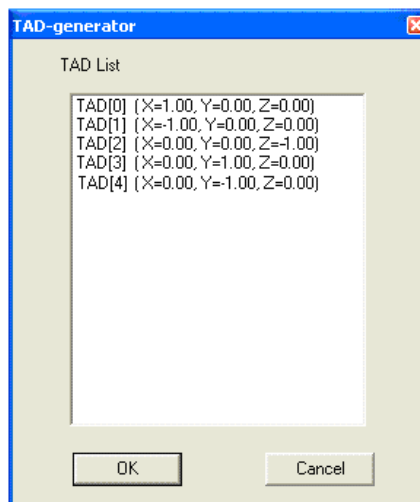 TAD-generator
TAD List
TAD[0] ( X=1.00, Y=0.00, Z=0.00)
TAD[1] ( X=-1.00, Y=0.00, Z=0.00)
TAD[2] ( X=0.00, Y=0.00, Z=-1.00)
TAD[3] ( X=0.00, Y=1.00, Z=0.00)
TAD[4] ( X=0.00, Y=-1.00, Z=0.00)
OK Cancel